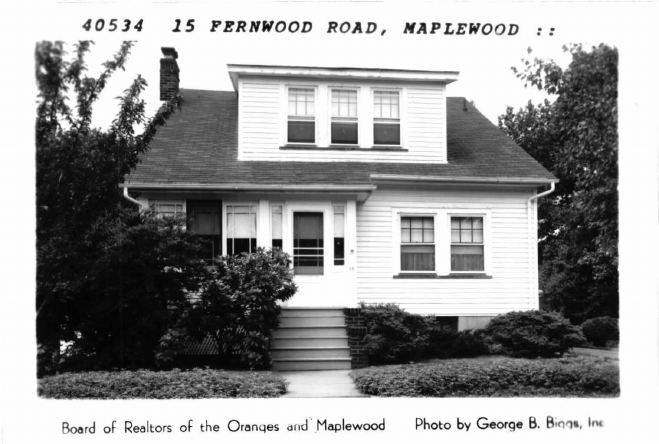 40534 15 FERNWOOD ROAD, MAPLEWOOD ::
Board of Realtors of the Oranges and Maplewood Photo by George B. Biggs, Inc